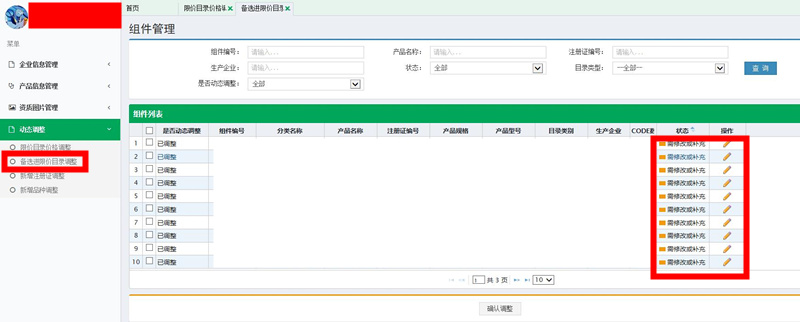 首页 限价目录价格 备选进限价目录
菜单
组件管理
组件编号： 请输入... 产品名称： 请输入... 注册证编号： 请输入...
企业信息管理
生产企业： 请输入... 状态： 全部 目录类型： --全部-- 查 询
产品信息管理
是否动态调整： 全部
资质图片管理
组件列表
动态调整
是否动态调整 组件编号 分类名称 产品名称 注册证编号 产品规格 产品型号 目录类别 生产企业 CODE 状态 操作
限价目录价格调整
备选进限价目录调整
新增注册证调整
新增品种调整
1 已调整 需修改或补充
2 已调整 需修改或补充
3 已调整 需修改或补充
4 已调整 需修改或补充
5 已调整 需修改或补充
6 已调整 需修改或补充
7 已调整 需修改或补充
8 已调整 需修改或补充
9 已调整 需修改或补充
10 已调整 需修改或补充
1 共 3 页 10
确认调整